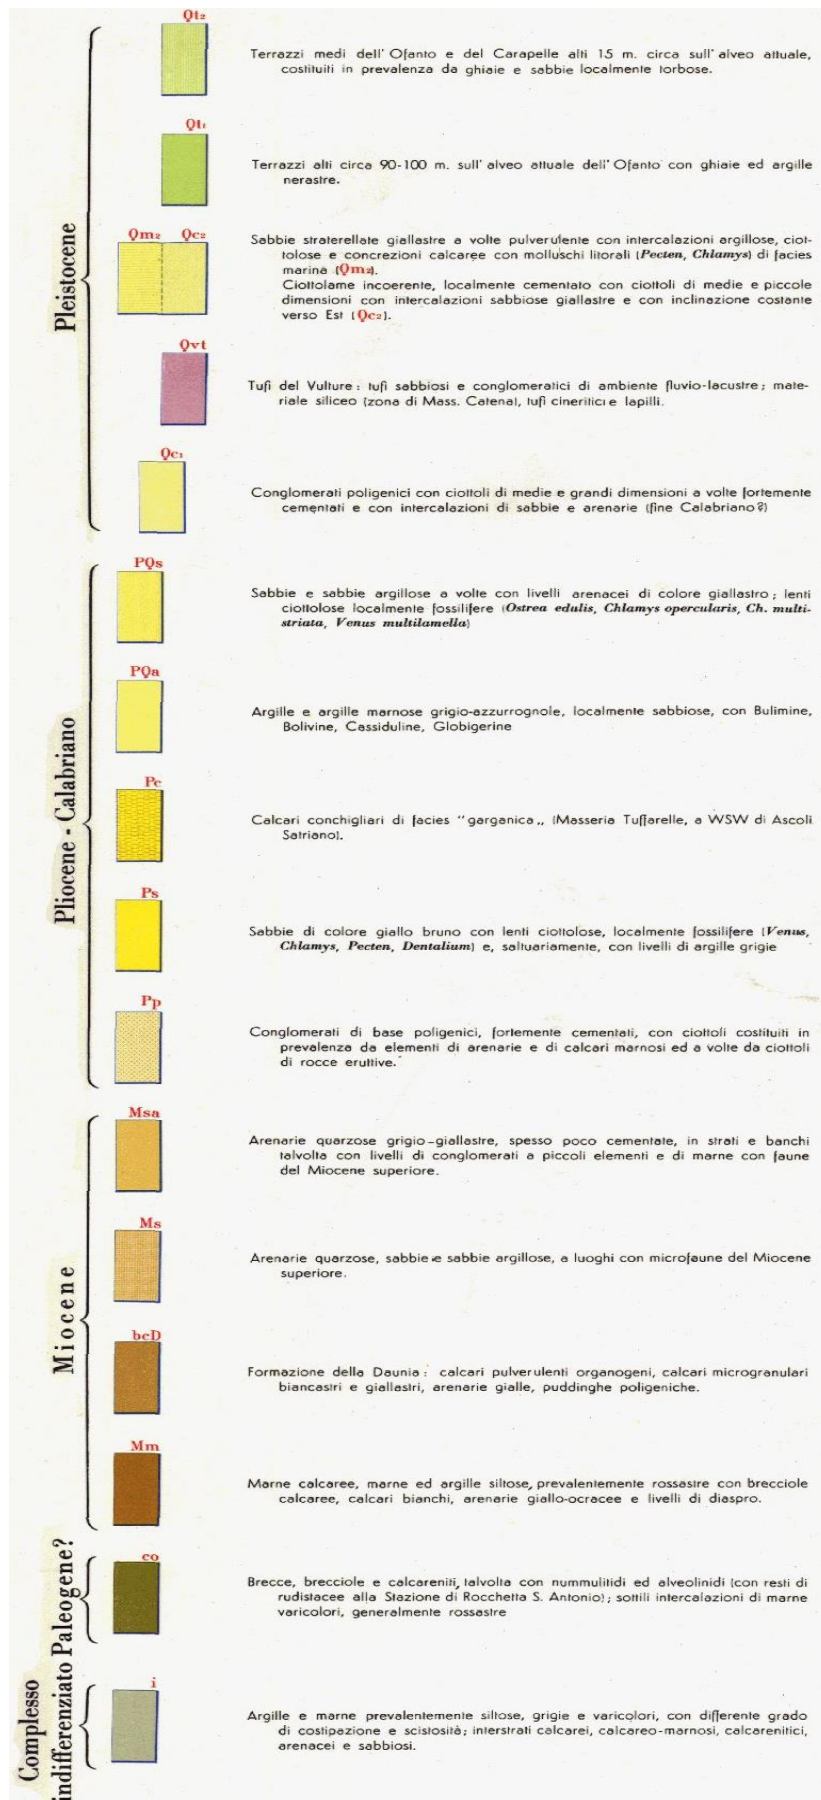 Qt₂
Terrazzi medi dell' Ofanto e del Carapelle alti 15 m. circa sull' alveo attuale,
costituiti in prevalenza da ghiaie e sabbie localmente torbose.
Qt₁
Terrazzi alti circa 90-100 m. sull' alveo attuale dell' Ofanto con ghiaie ed argille
nerastre.
Pleistocene
Qm₂ Qc₂
Sabbie straterellate giallastre a volte pulverulente con intercalazioni argillose, ciot-
tolose e concrezioni calcaree con molluschi litorali (Pecten, Chlamys) di facies
marina (Qm₂).
Ciottolame incoerente, localmente cementato con ciottoli di medie e piccole
dimensioni con intercalazioni sabbiose giallastre e con inclinazione costante
verso Est (Qc₂).
Qvt
Tufi del Vulture: tufi sabbiosi e conglomeratici di ambiente fluvio-lacustre; mate-
riale siliceo (zona di Mass. Catena), tufi cineritici e lapilli.
Qc₁
Conglomerati poligenici con ciottoli di medie e grandi dimensioni a volte fortemente
cementati e con intercalazioni di sabbie e arenarie (fine Calabriano?)
PQs
Sabbie e sabbie argillose a volte con livelli arenacei di colore giallastro; lenti
ciottolose localmente fossilifere (Ostrea edulis, Chlamys opercularis, Ch. multi-
striata, Venus multilamella)
PQa
Argille e argille marnose grigio-azzurrognole, localmente sabbiose, con Bulimine,
Bolivine, Cassiduline, Globigerine
Pliocene - Calabriano
Pc
Calcari conchigliari di facies "garganica„ (Masseria Tuffarelle, a WSW di Ascoli
Satriano).
Ps
Sabbie di colore giallo bruno con lenti ciottolose, localmente fossilifere (Venus,
Chlamys, Pecten, Dentalium) e, saltuariamente, con livelli di argille grigie
Pp
Conglomerati di base poligenici, fortemente cementati, con ciottoli costituiti in
prevalenza da elementi di arenarie e di calcari marnosi ed a volte da ciottoli
di rocce eruttive.
Msa
Arenarie quarzose grigio-giallastre, spesso poco cementate, in strati e banchi
talvolta con livelli di conglomerati a piccoli elementi e di marne con faune
del Miocene superiore.
Ms
Arenarie quarzose, sabbie e sabbie argillose, a luoghi con microfaune del Miocene
superiore.
Miocene
bcD
Formazione della Daunia: calcari pulverulenti organogeni, calcari microgranulari
biancastri e giallastri, arenarie gialle, puddinghe poligeniche.
Mm
Marne calcaree, marne ed argille siltose, prevalentemente rossastre con brecciole
calcaree, calcari bianchi, arenarie giallo-ocracee e livelli di diaspro.
Paleogene?
co
Brecce, brecciole e calcareniti, talvolta con nummulitidi ed alveolinidi (con resti di
rudistacee alla Stazione di Rocchetta S. Antonio); sottili intercalazioni di marne
varicolori, generalmente rossastre
Complesso
indifferenziato
i
Argille e marne prevalentemente siltose, grigie e varicolori, con differente grado
di costipazione e scistosità; interstrati calcarei, calcareo-marnosi, calcarenitici,
arenacei e sabbiosi.